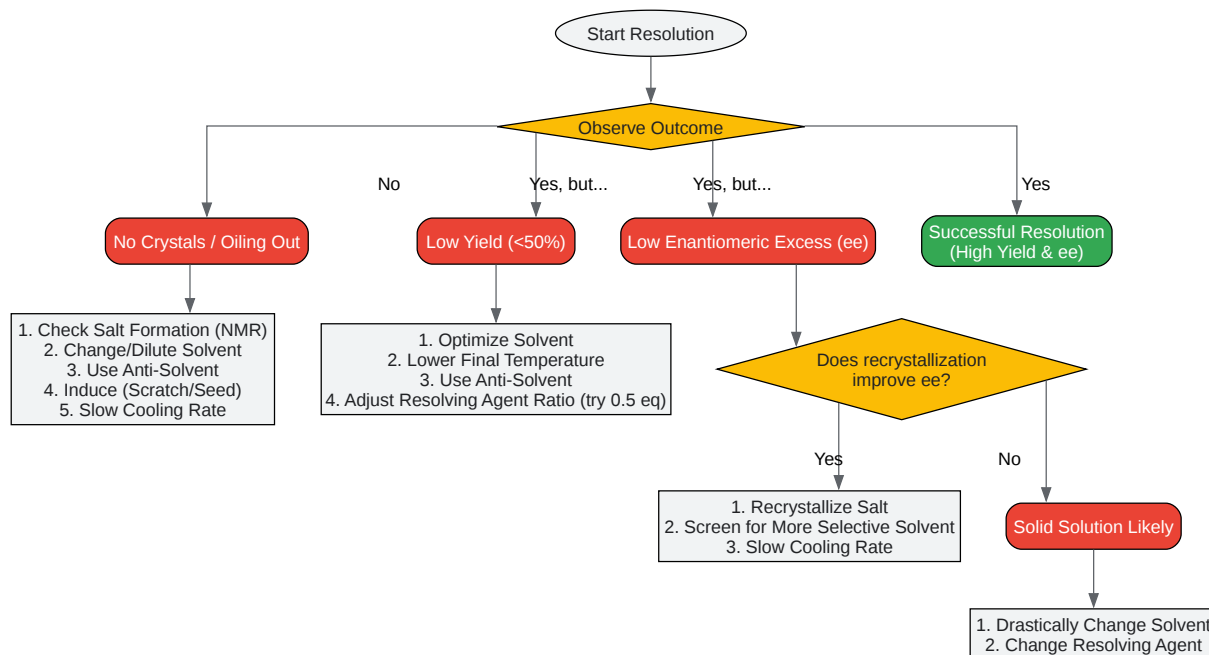 Start Resolution
Observe Outcome
No
Yes, but...
Yes, but...
Yes
No Crystals / Oiling Out
Low Yield (<50%)
Low Enantiomeric Excess (ee)
Successful Resolution
(High Yield & ee)
1. Check Salt Formation (NMR)
2. Change/Dilute Solvent
3. Use Anti-Solvent
4. Induce (Scratch/Seed)
5. Slow Cooling Rate
1. Optimize Solvent
2. Lower Final Temperature
3. Use Anti-Solvent
4. Adjust Resolving Agent Ratio (try 0.5 eq)
Does recrystallization
improve ee?
Yes
No
1. Recrystallize Salt
2. Screen for More Selective Solvent
3. Slow Cooling Rate
Solid Solution Likely
1. Drastically Change Solvent
2. Change Resolving Agent